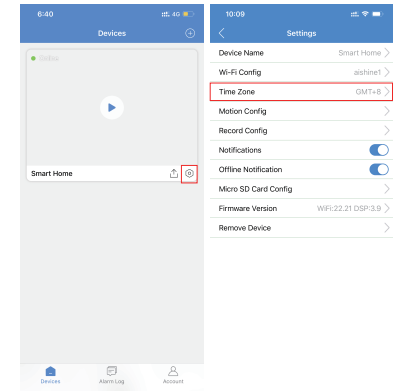 6:40
4G
Devices
Online
Smart Home
Devices
Alarm Log
Account
10:09
4G
Settings
Device Name Smart Home
Wi-Fi Config aishine1
Time Zone GMT+8
Motion Config
Record Config
Notifications
Offline Notification
Micro SD Card Config
Firmware Version WiFi:22.21 DSP:3.9
Remove Device